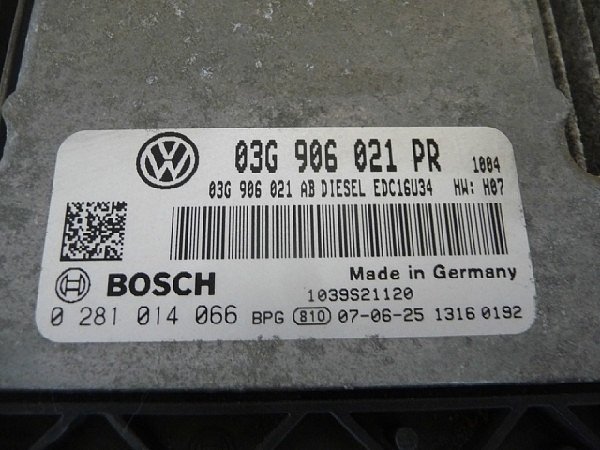 03G 906 021 PR 1084
03G 906 021 AB DIESEL EDC16U34 HW: H07
Made in Germany
BOSCH 1039S21120
0 281 014 066 BPG 810 07-06-25 1316 0192